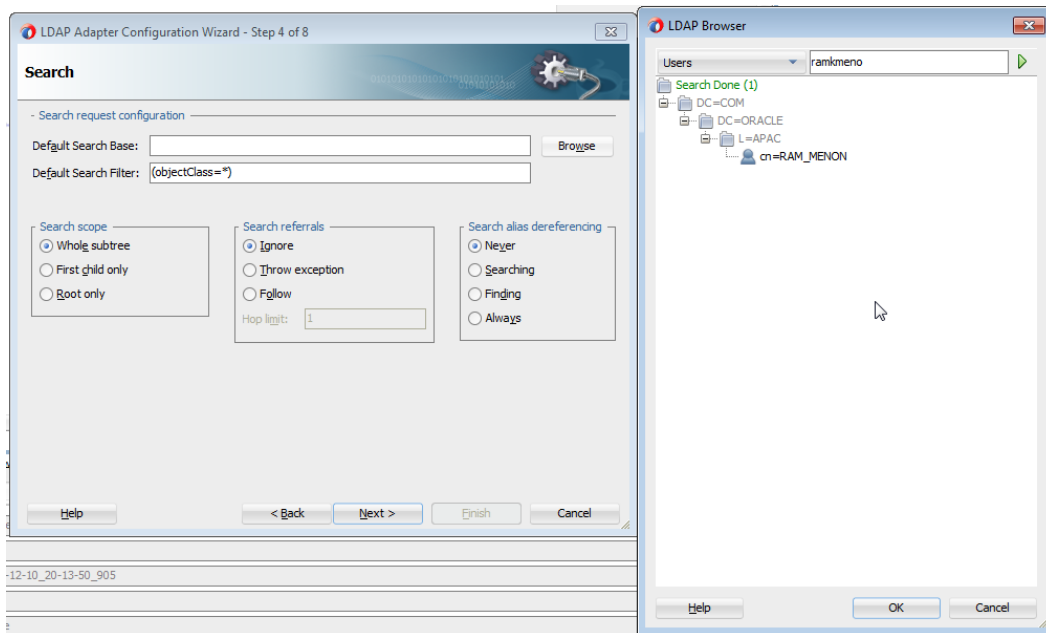 LDAP Adapter Configuration Wizard - Step 4 of 8
Search
- Search request configuration
Default Search Base:
Browse
Default Search Filter: (objectClass=*)
Search scope
Whole subtree
First child only
Root only
Search referrals
Ignore
Throw exception
Follow
Hop limit: 1
Search alias dereferencing
Never
Searching
Finding
Always
Help
< Back
Next >
Finish
Cancel
-12-10_20-13-50_905
LDAP Browser
Users
ramkmeno
Search Done (1)
DC=COM
DC=ORACLE
L=APAC
cn=RAM_MENON
Help
OK
Cancel